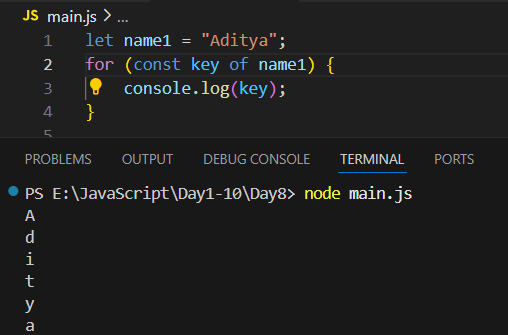 JS main.js > ...
1 let name1 = "Aditya";
2 for (const key of name1) {
3     console.log(key);
4 }
5
PROBLEMS OUTPUT DEBUG CONSOLE TERMINAL PORTS
PS E:\JavaScript\Day1-10\Day8> node main.js
A
d
i
t
y
a